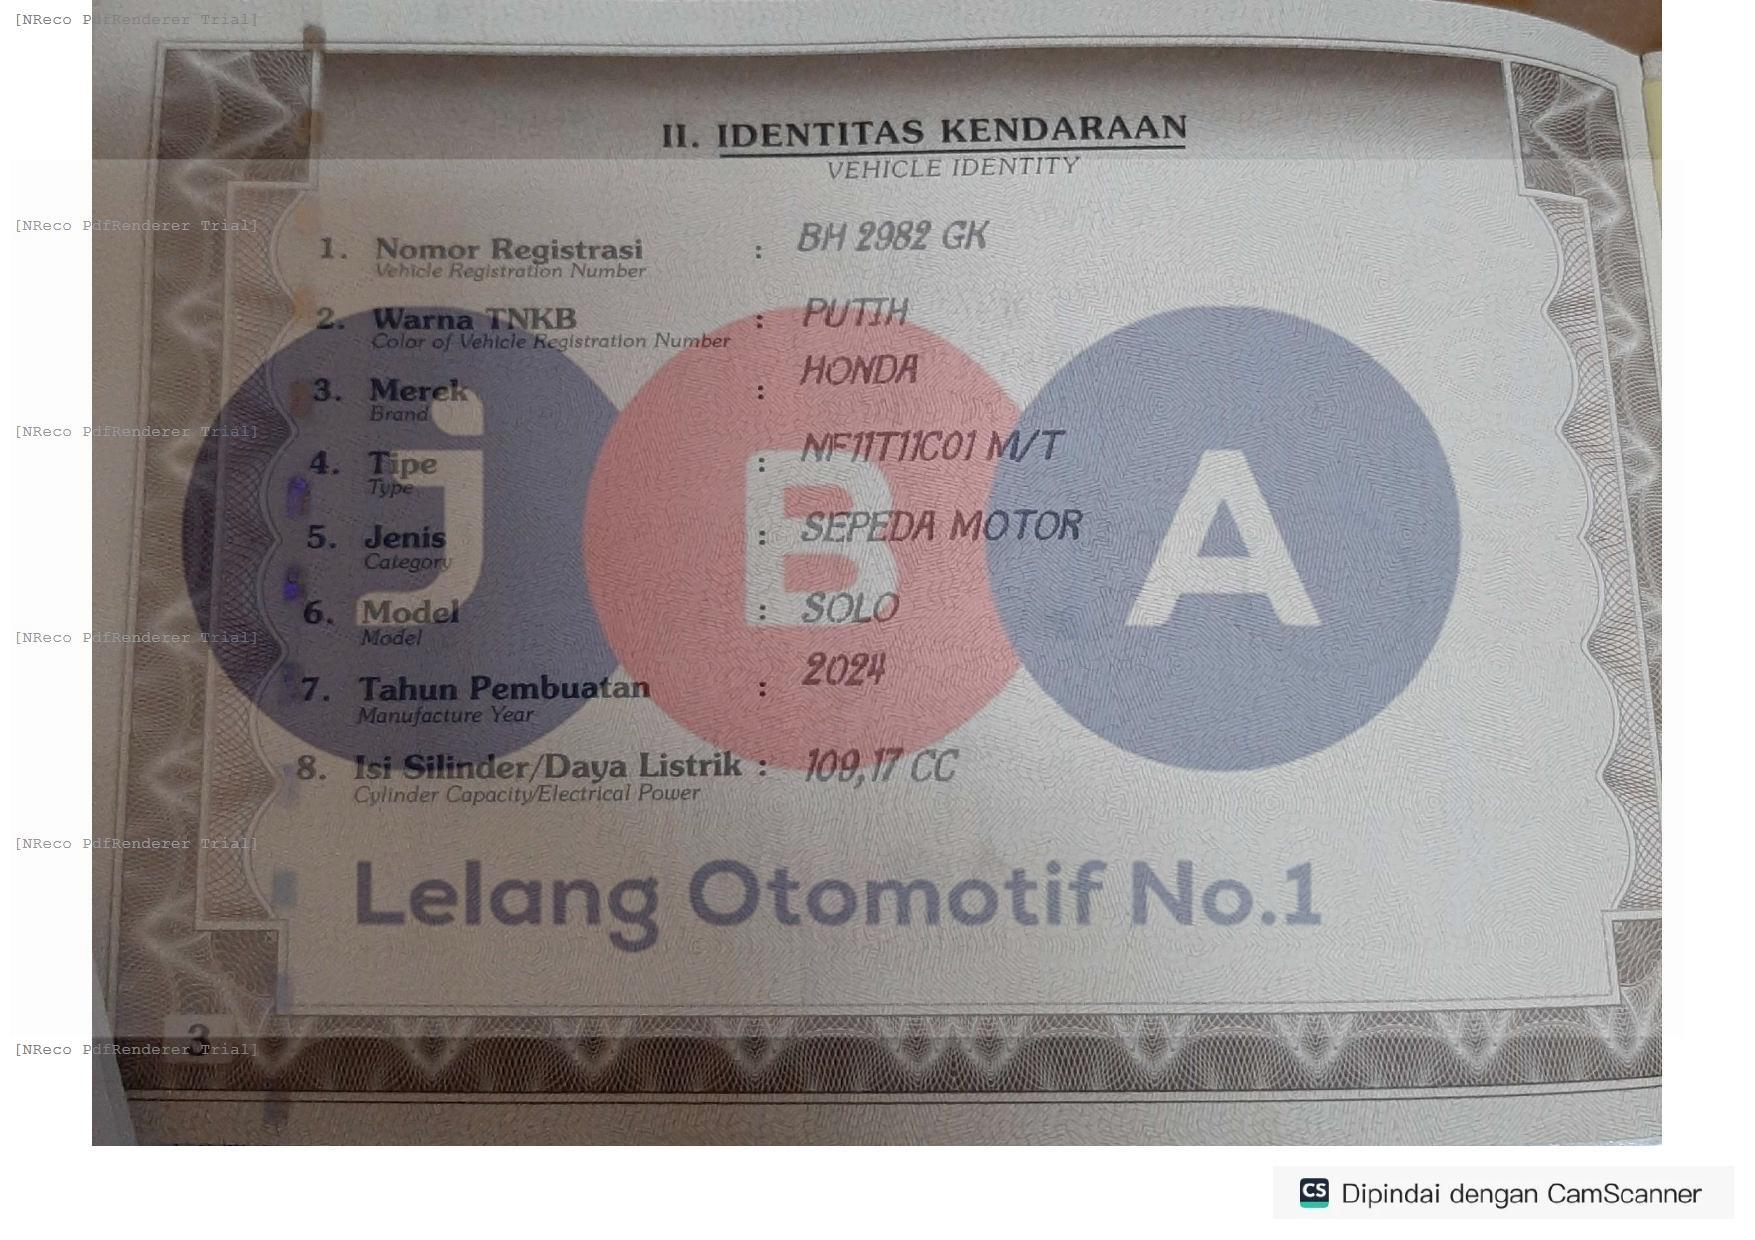 [NReco PdfRenderer Trial]
II. IDENTITAS KENDARAAN
VEHICLE IDENTITY
[NReco PdfRenderer Trial]
1. Nomor Registrasi : BH 2982 GK
Vehicle Registration Number
2. Warna TNKB : PUTIH
Color of Vehicle Registration Number
3. Merek : HONDA
Brand
[NReco PdfRenderer Trial]
4. Tipe : NF11T11C01 M/T
Type
5. Jenis : SEPEDA MOTOR
Category
jBA
6. Model : SOLO
Model
[NReco PdfRenderer Trial]
7. Tahun Pembuatan : 2024
Manufacture Year
8. Isi Silinder/Daya Listrik : 109,17 CC
Cylinder Capacity/Electrical Power
[NReco PdfRenderer Trial]
Lelang Otomotif No.1
3
[NReco PdfRenderer Trial]
CS Dipindai dengan CamScanner